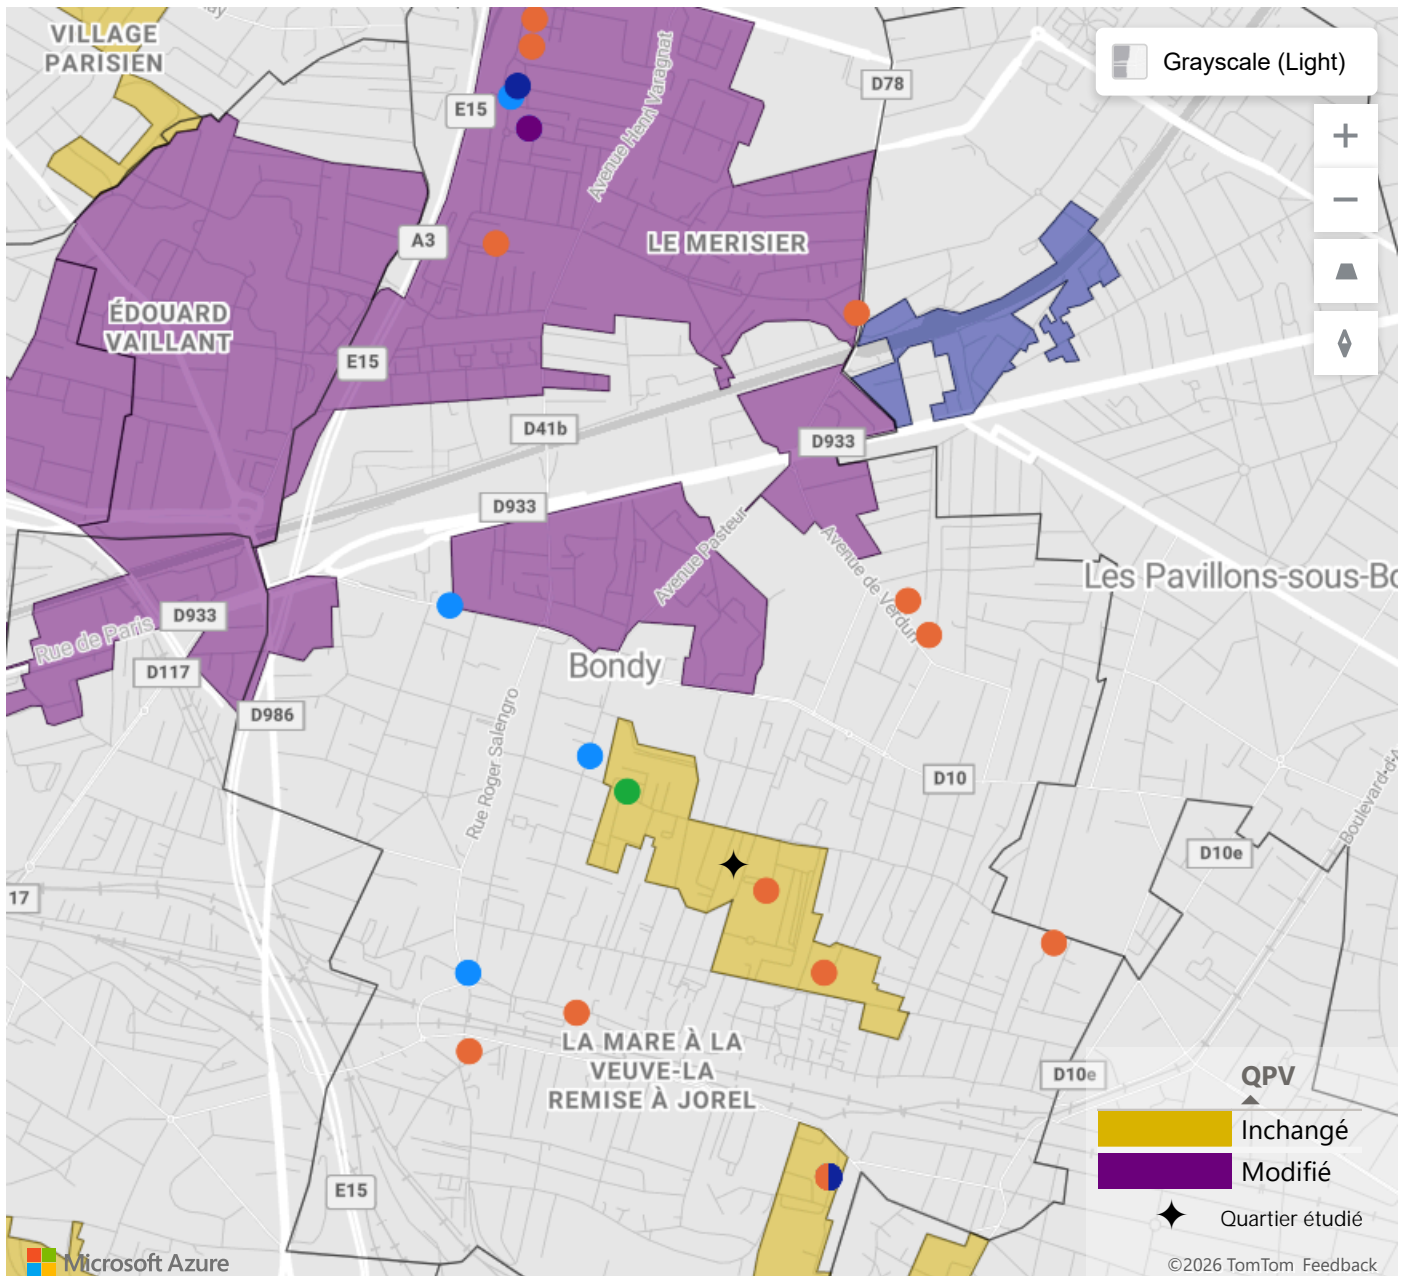 VILLAGE
PARISIEN
E15
Avenue Henri Varagnat
D78
Grayscale (Light)
A3
LE MERISIER
ÉDOUARD
VAILLANT
E15
D41b
D933
D933
Avenue Pasteur
Avenue de Verdun
Les Pavillons-sous-Bo
D933
Rue de Paris
D117
Bondy
D986
Rue Roger Salengro
D10
Boulevard d'A
D10e
17
LA MARE À LA
VEUVE-LA
REMISE À JOREL
D10e
E15
QPV
Inchangé
Modifié
Quartier étudié
Microsoft Azure
©2026 TomTom Feedback